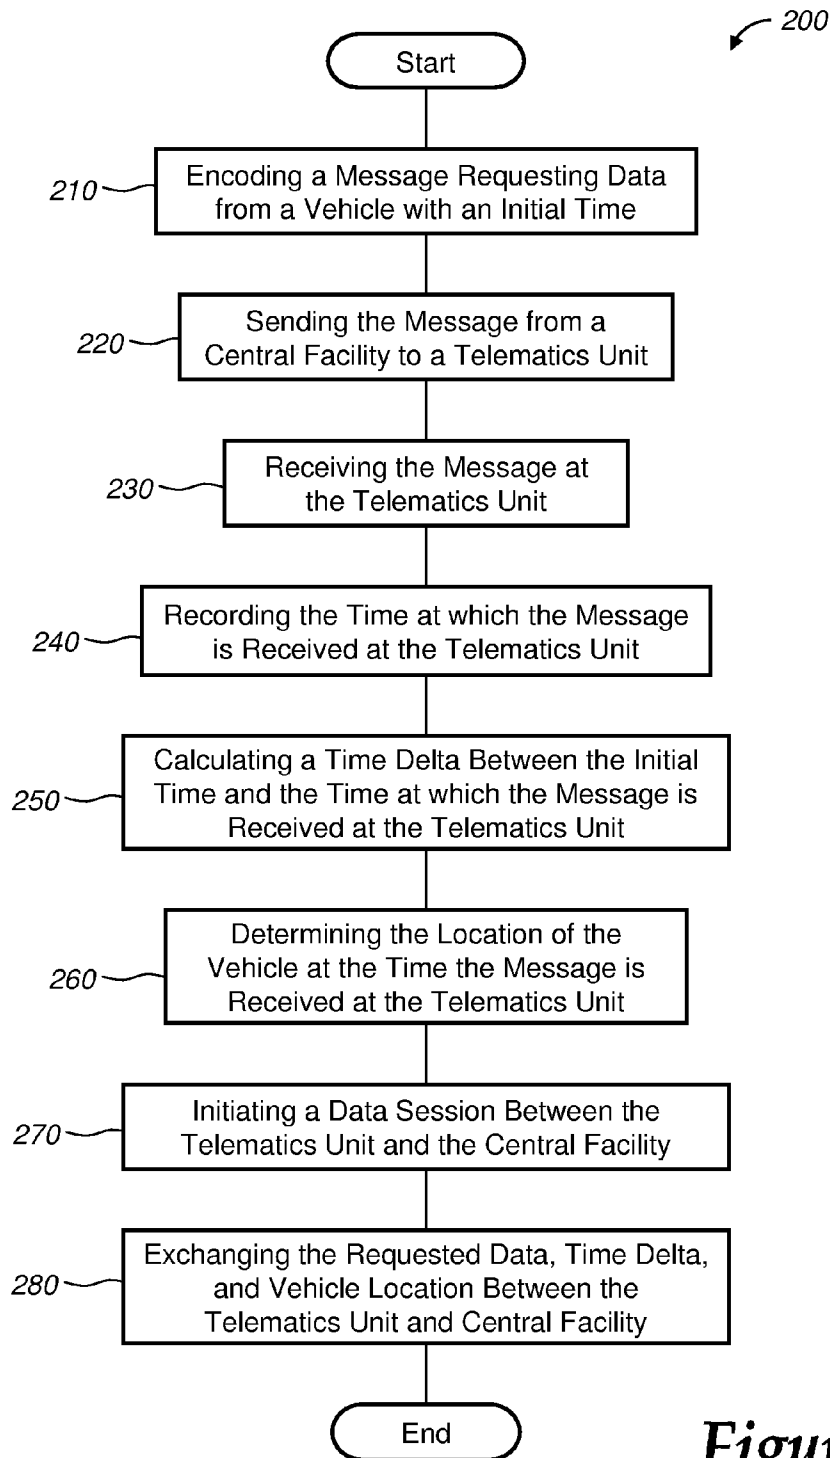 200
Start
210
Encoding a Message Requesting Data
from a Vehicle with an Initial Time
220
Sending the Message from a
Central Facility to a Telematics Unit
230
Receiving the Message at
the Telematics Unit
240
Recording the Time at which the Message
is Received at the Telematics Unit
250
Calculating a Time Delta Between the Initial
Time and the Time at which the Message is
Received at the Telematics Unit
260
Determining the Location of the
Vehicle at the Time the Message is
Received at the Telematics Unit
270
Initiating a Data Session Between the
Telematics Unit and the Central Facility
280
Exchanging the Requested Data, Time Delta,
and Vehicle Location Between the
Telematics Unit and Central Facility
End